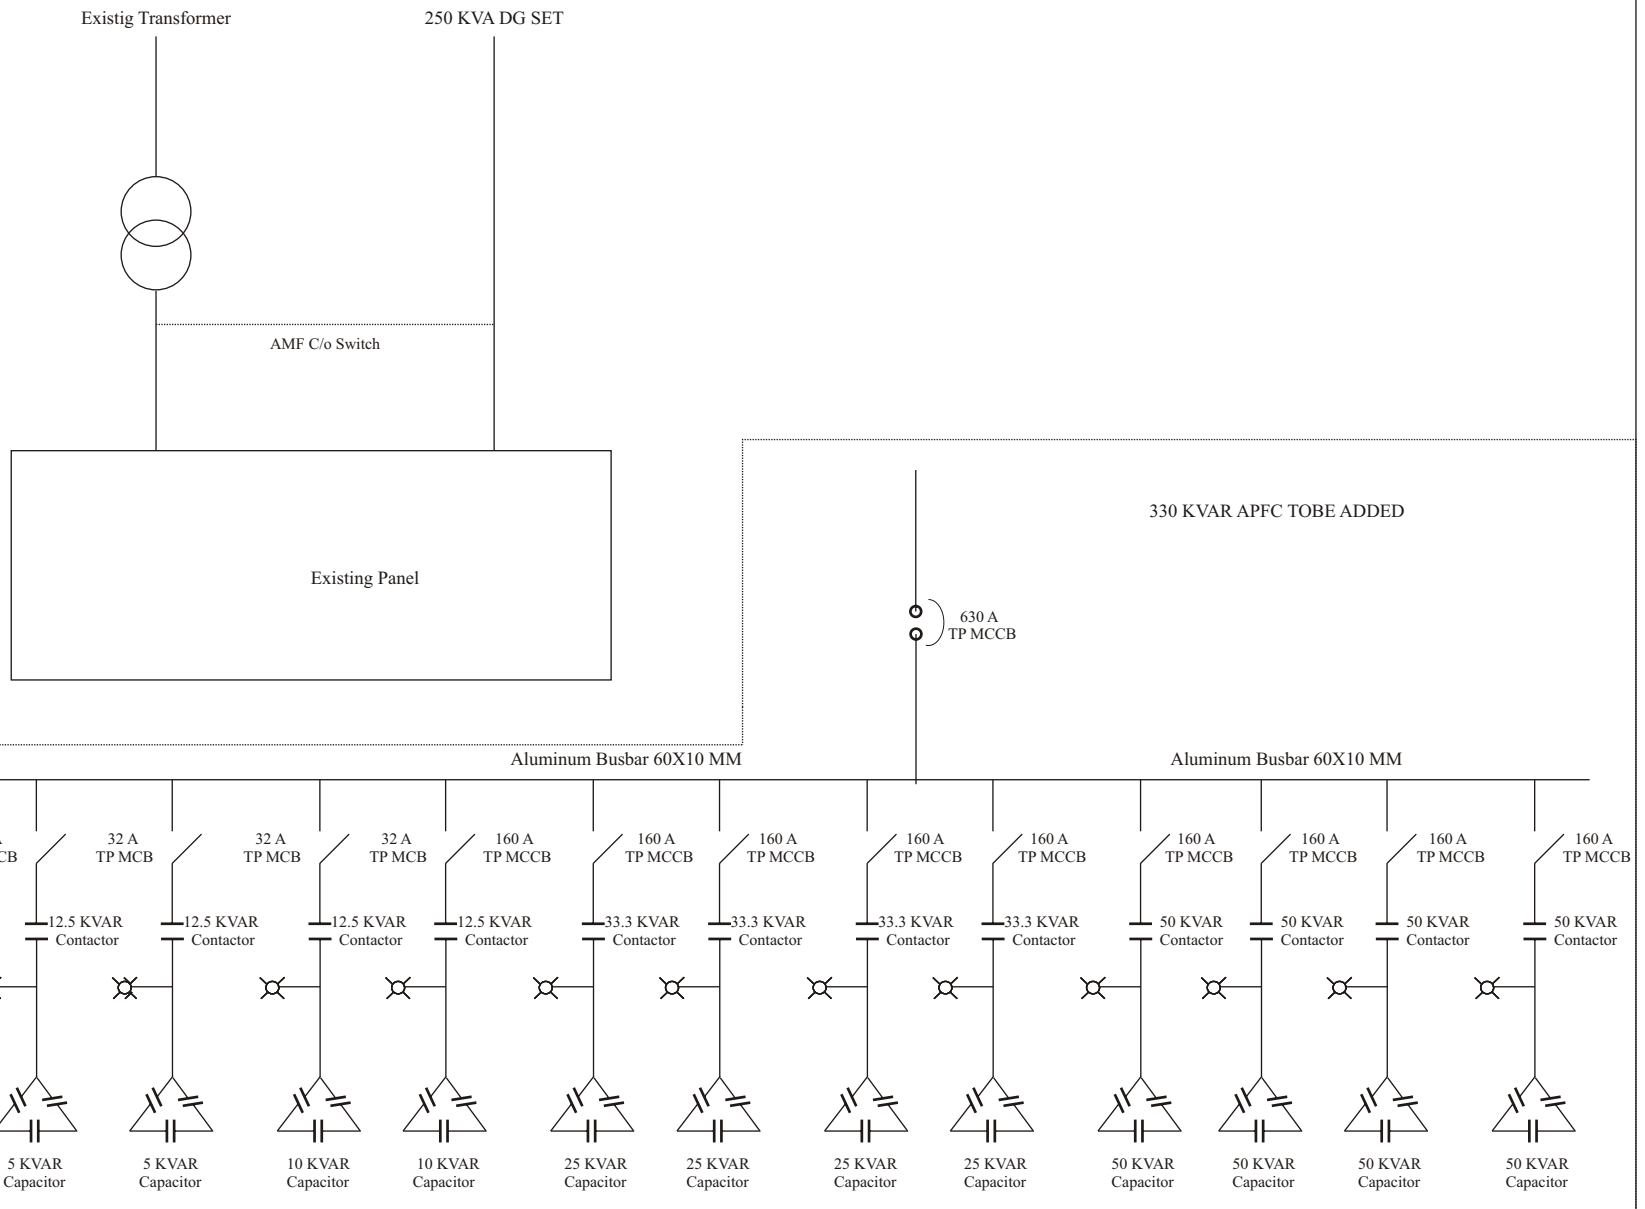 Existig Transformer
250 KVA DG SET
AMF C/o Switch
330 KVAR APFC TOBE ADDED
Existing Panel
630 A
TP MCCB
Aluminum Busbar 60X10 MM
Aluminum Busbar 60X10 MM
32 A
TP MCB
32 A
TP MCB
32 A
TP MCB
160 A
TP MCCB
160 A
TP MCCB
160 A
TP MCCB
160 A
TP MCCB
160 A
TP MCCB
160 A
TP MCCB
160 A
TP MCCB
160 A
TP MCCB
160 A
TP MCCB
12.5 KVAR
Contactor
12.5 KVAR
Contactor
12.5 KVAR
Contactor
12.5 KVAR
Contactor
33.3 KVAR
Contactor
33.3 KVAR
Contactor
33.3 KVAR
Contactor
33.3 KVAR
Contactor
50 KVAR
Contactor
50 KVAR
Contactor
50 KVAR
Contactor
50 KVAR
Contactor
5 KVAR
Capacitor
5 KVAR
Capacitor
10 KVAR
Capacitor
10 KVAR
Capacitor
25 KVAR
Capacitor
25 KVAR
Capacitor
25 KVAR
Capacitor
25 KVAR
Capacitor
50 KVAR
Capacitor
50 KVAR
Capacitor
50 KVAR
Capacitor
50 KVAR
Capacitor